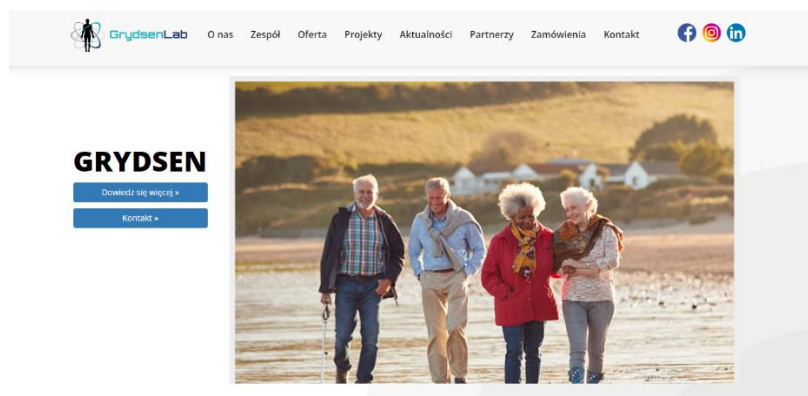 GrydsenLab O nas Zespół Oferta Projekty Aktualności Partnerzy Zamówienia Kontakt
GRYDSEN
Dowiedz się więcej »
Kontakt »